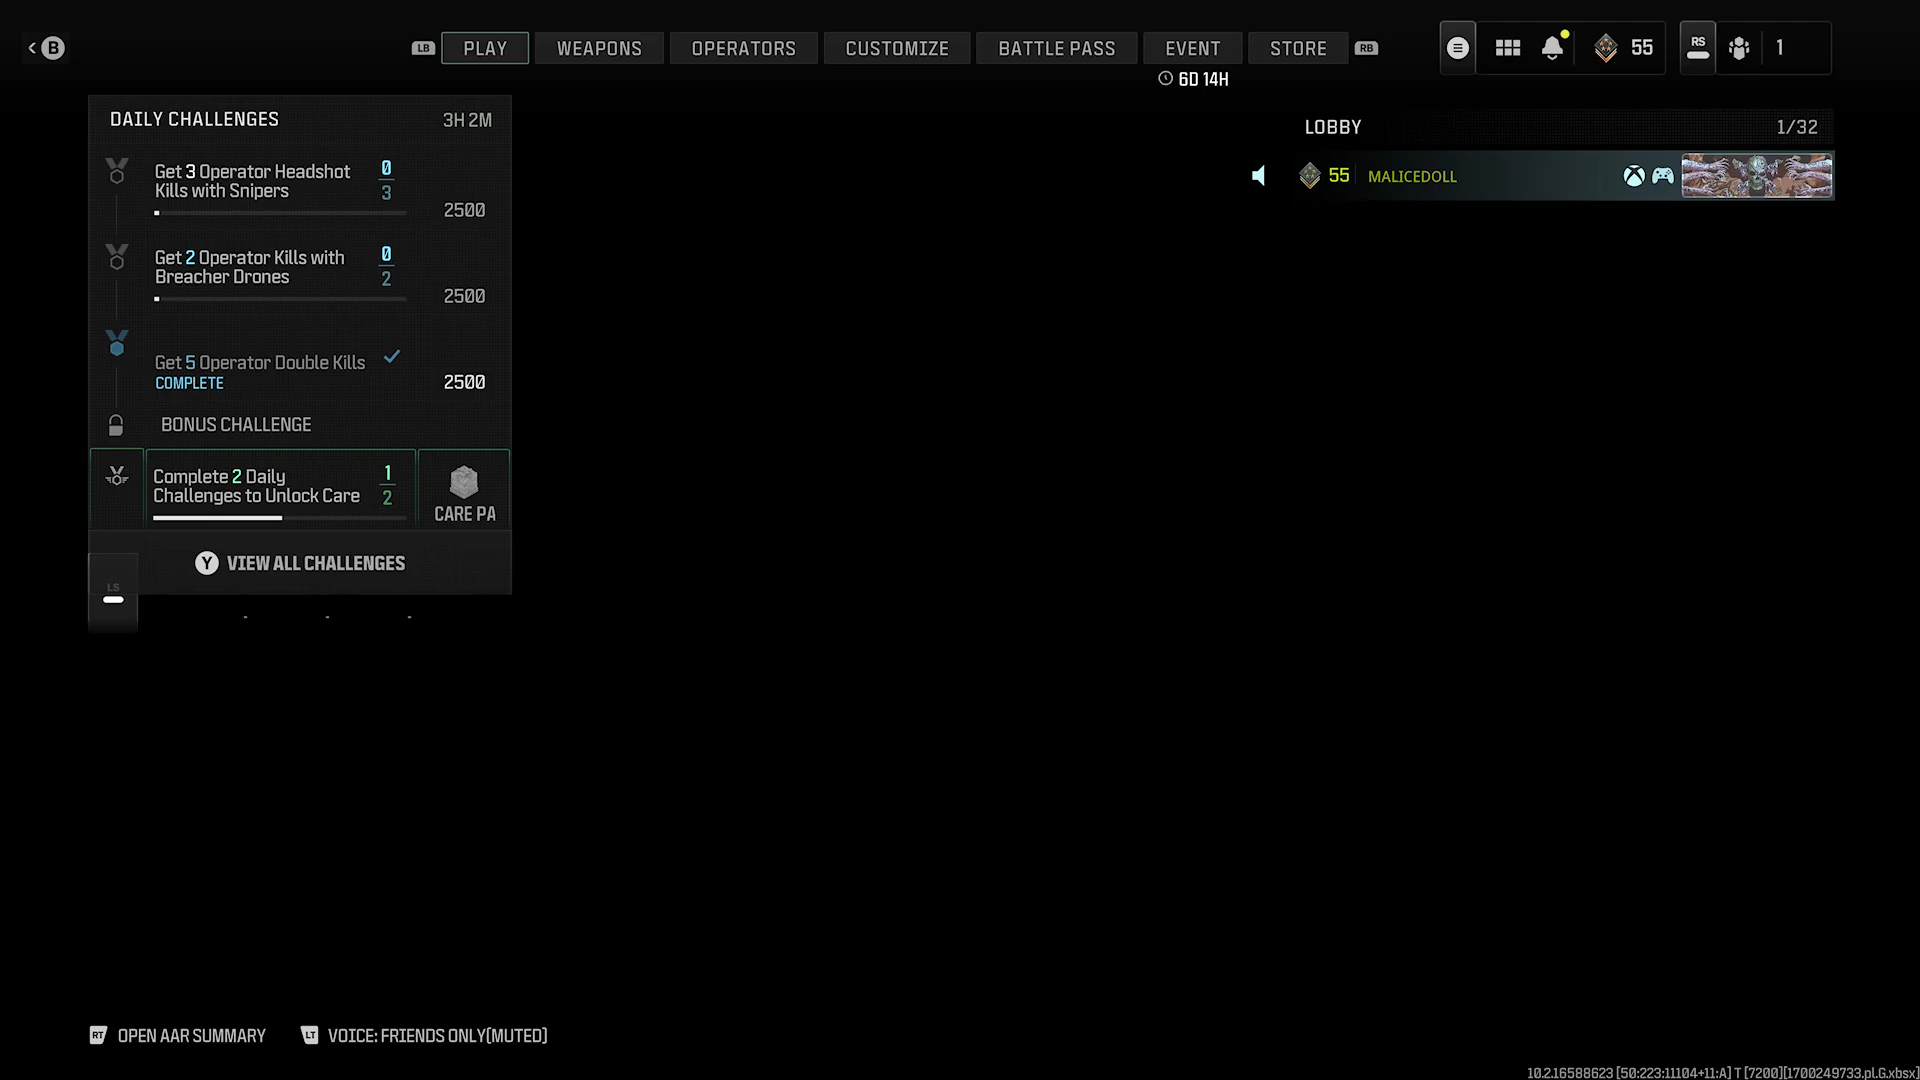 B
LB
PLAY
WEAPONS
OPERATORS
CUSTOMIZE
BATTLE PASS
EVENT
STORE
RB
55
RS
1
6D 14H
DAILY CHALLENGES
3H 2M
Get 3 Operator Headshot
Kills with Snipers
0
3
2500
Get 2 Operator Kills with
Breacher Drones
0
2
2500
Get 5 Operator Double Kills
COMPLETE
2500
BONUS CHALLENGE
Complete 2 Daily
Challenges to Unlock Care
1
2
CARE PA
Y VIEW ALL CHALLENGES
LS
LOBBY
1/32
55 MALICEDOLL
RT OPEN AAR SUMMARY
LT VOICE: FRIENDS ONLY(MUTED)
10.2.16588623 [50:223:11104+11:A] T [7200][1700249733.pl.G.xbsx]